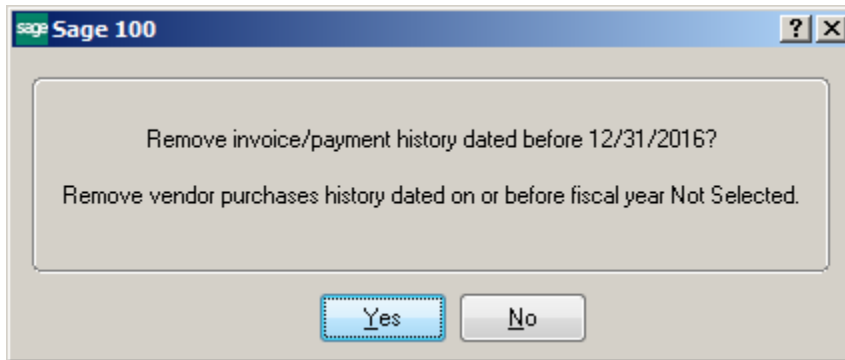 sage Sage 100
? X
Remove invoice/payment history dated before 12/31/2016?
Remove vendor purchases history dated on or before fiscal year Not Selected.
Yes No